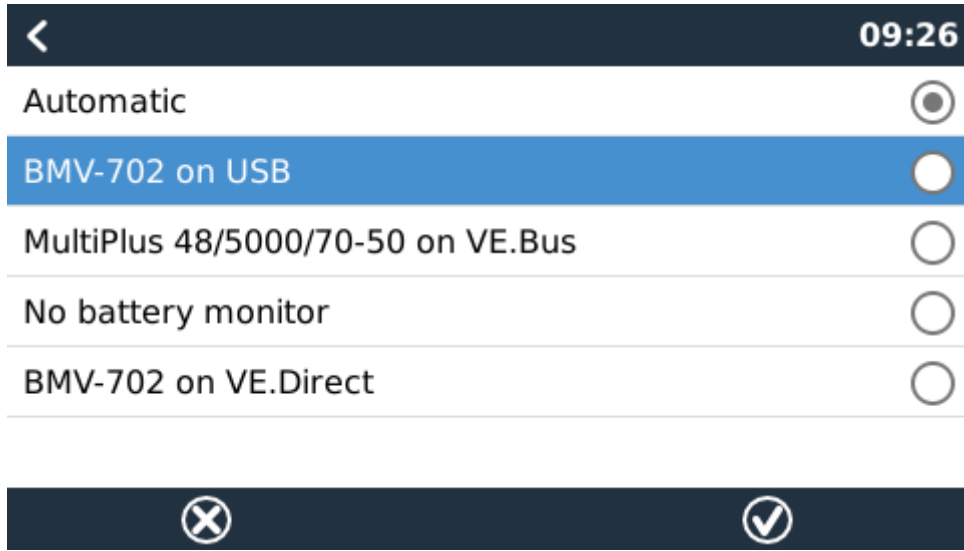 09:26
Automatic
BMV-702 on USB
MultiPlus 48/5000/70-50 on VE.Bus
No battery monitor
BMV-702 on VE.Direct